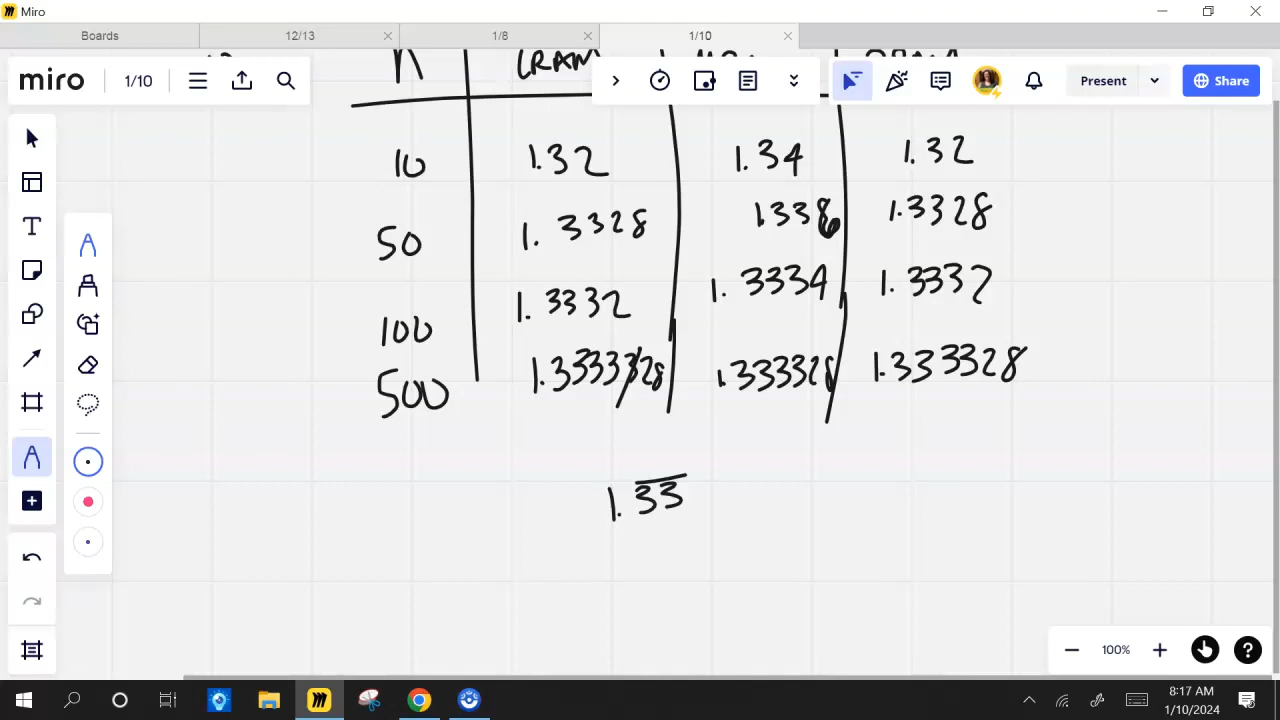 Miro
Boards 12/13 1/8 1/10
miro 1/10 Present Share
n LRAM
10 1.32 1.34 1.32
50 1.3328 1.3386 1.3328
100 1.3332 1.3334 1.3332
500 1.3333328 1.333328 1.333328
1.33
100%
8:17 AM
1/10/2024